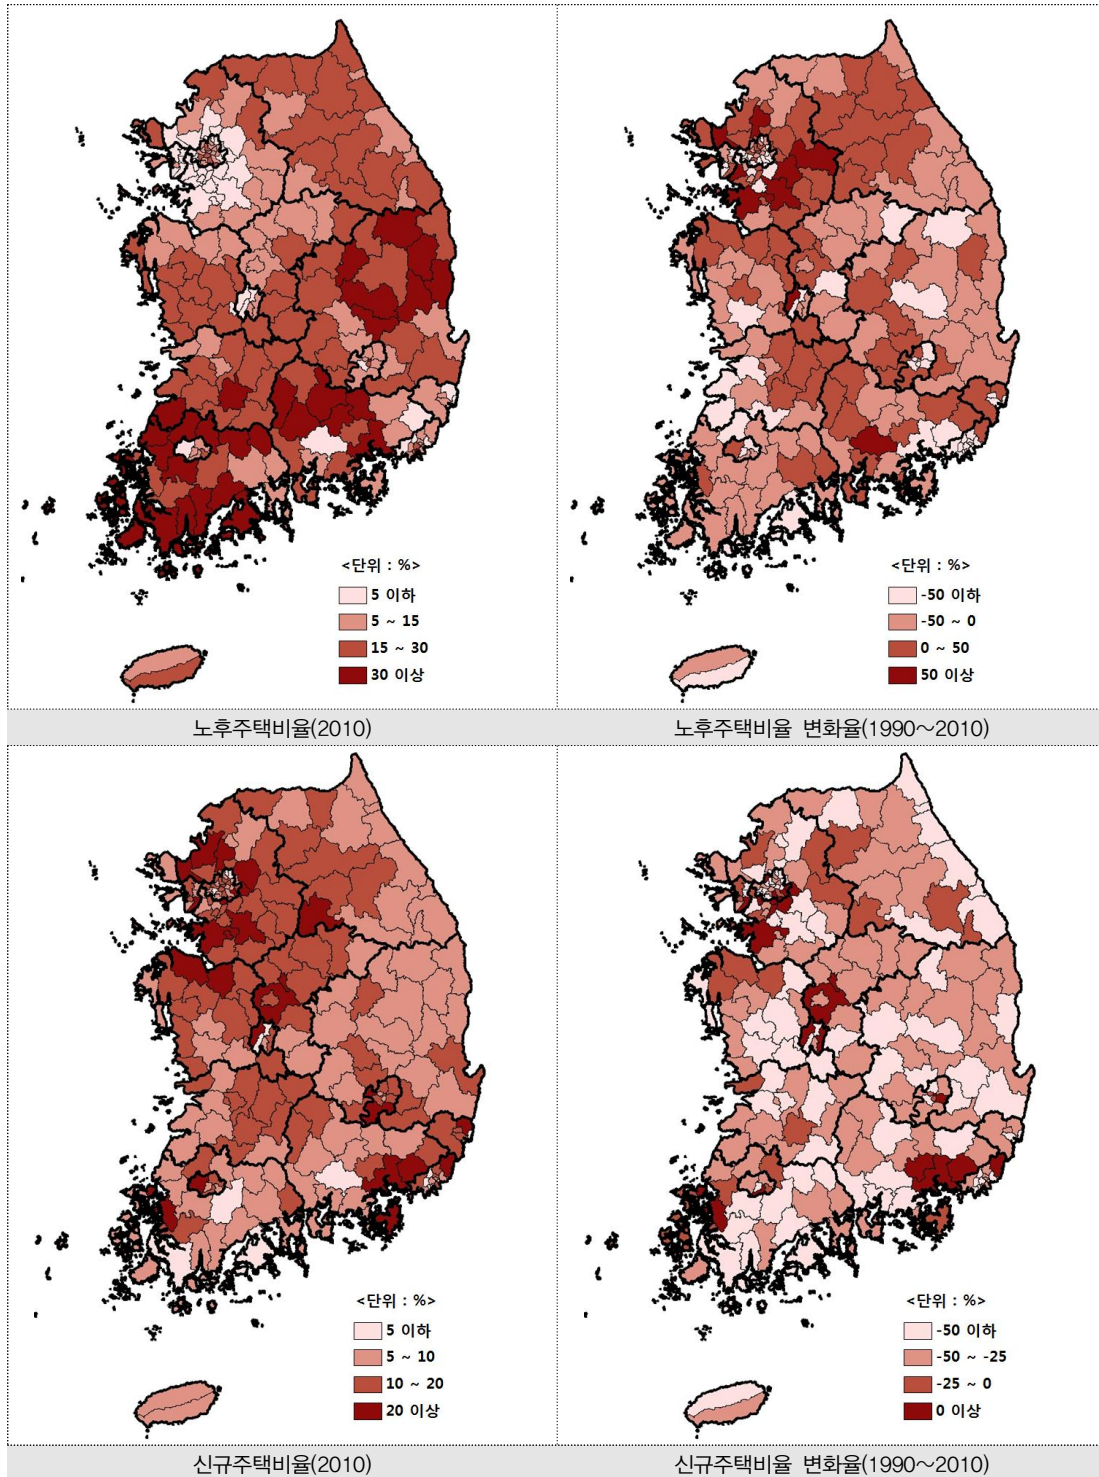 <단위 : %>
5 이하
5 ~ 15
15 ~ 30
30 이상
노후주택비율(2010)
<단위 : %>
-50 이하
-50 ~ 0
0 ~ 50
50 이상
노후주택비율 변화율(1990～2010)
<단위 : %>
5 이하
5 ~ 10
10 ~ 20
20 이상
신규주택비율(2010)
<단위 : %>
-50 이하
-50 ~ -25
-25 ~ 0
0 이상
신규주택비율 변화율(1990～2010)